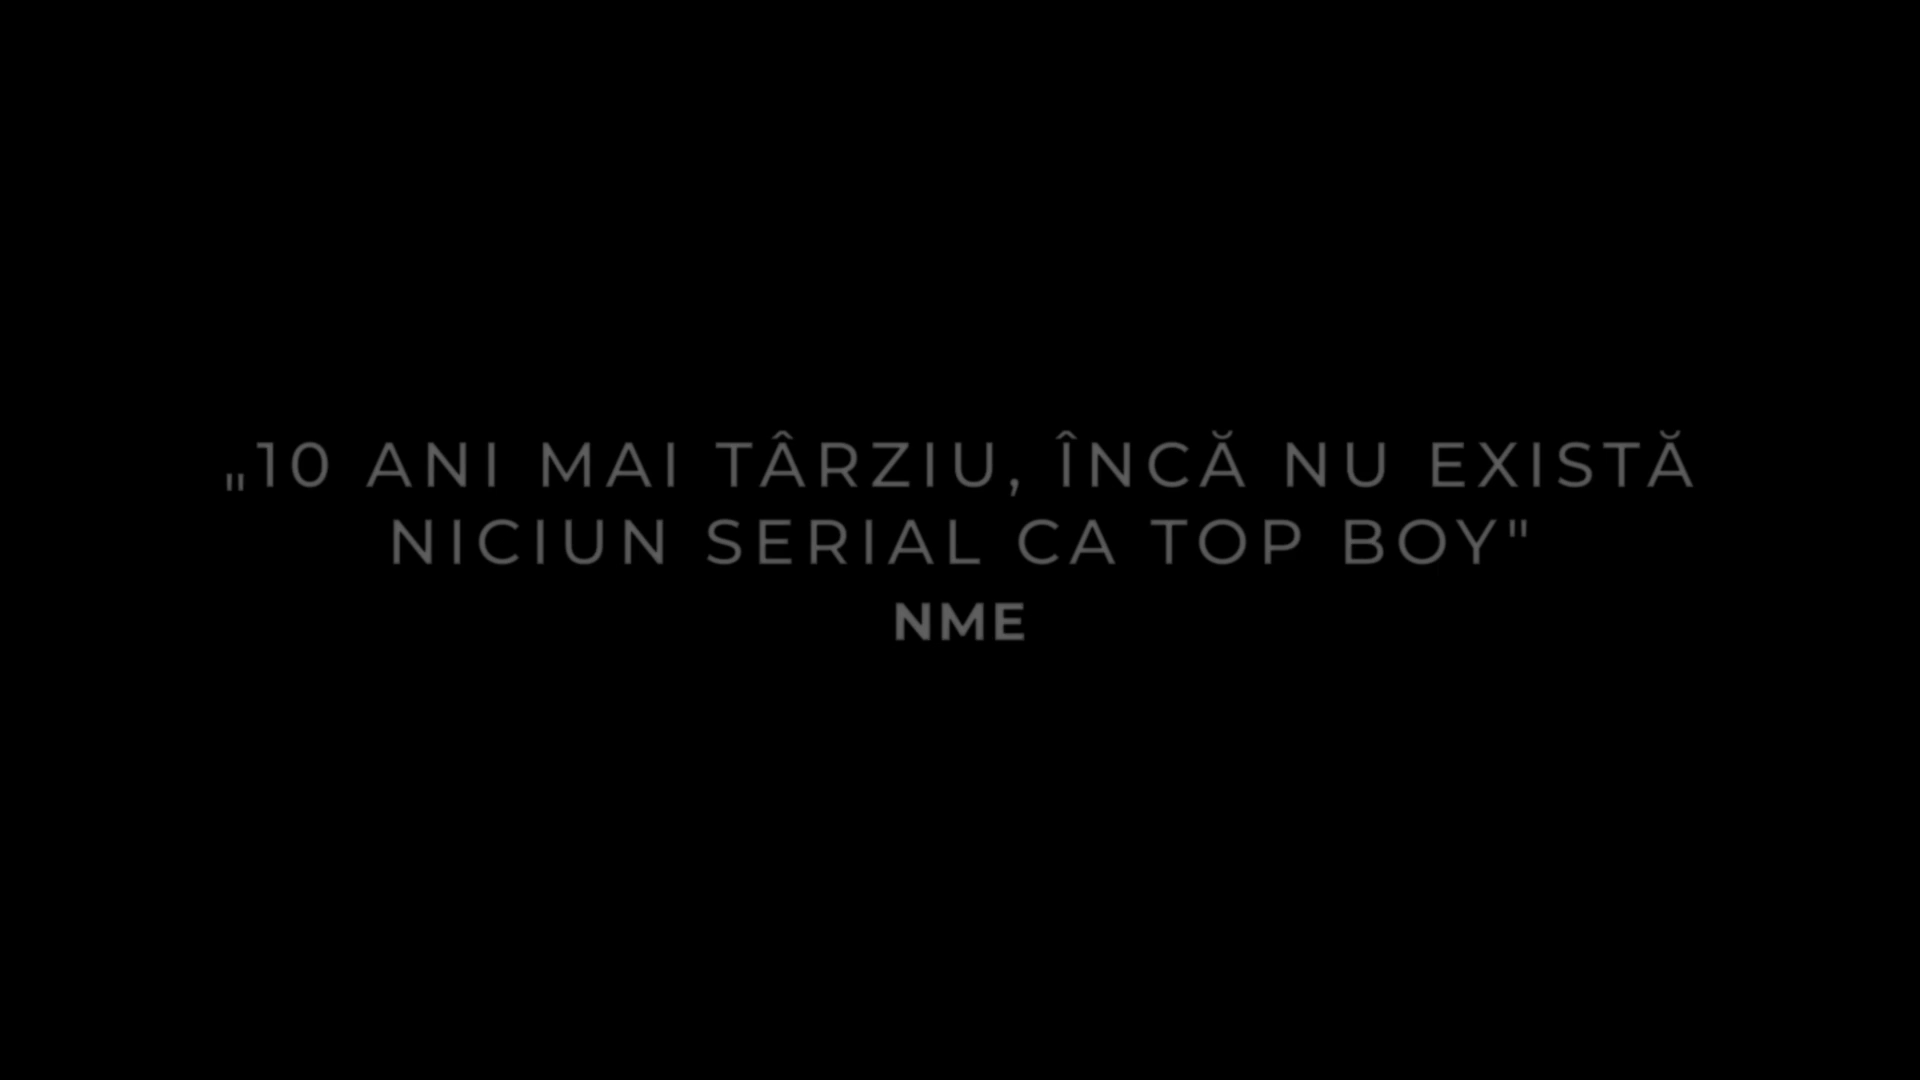 "10 ANI MAI TÂRZIU, ÎNCĂ NU EXISTĂ
NICIUN SERIAL CA TOP BOY"
NME